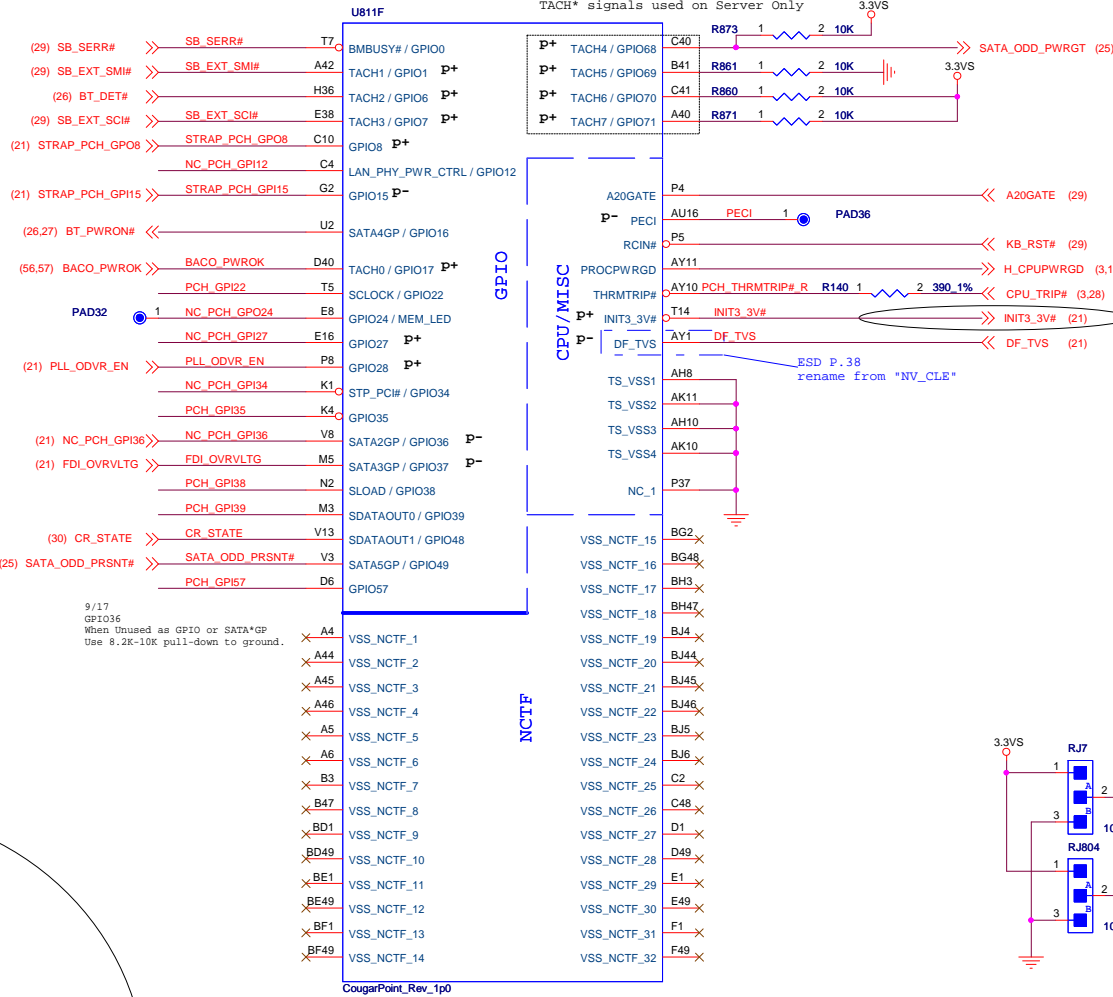 TACH* signals used on Server Only
U811F
3.3VS
(29) SB_SERR# SB_SERR# T7 BMBUSY# / GPIO0 p+ TACH4 / GPIO68 C40 R873 1 2 10K SATA_ODD_PWRGT (25)
(29) SB_EXT_SMI# SB_EXT_SMI# A42 TACH1 / GPIO1 p+ p+ TACH5 / GPIO69 B41 R861 1 2 10K 3.3VS
(26) BT_DET# H36 TACH2 / GPIO6 p+ p+ TACH6 / GPIO70 C41 R860 1 2 10K
(29) SB_EXT_SCI# SB_EXT_SCI# E38 TACH3 / GPIO7 p+ p+ TACH7 / GPIO71 A40 R871 1 2 10K
(21) STRAP_PCH_GPO8 STRAP_PCH_GPO8 C10 GPIO8 p+
NC_PCH_GPI12 C4 LAN_PHY_PWR_CTRL / GPIO12
(21) STRAP_PCH_GPI15 STRAP_PCH_GPI15 G2 GPIO15 p- A20GATE P4 A20GATE (29)
p- PECI AU16 PECI 1 PAD36
(26,27) BT_PWRON# U2 SATA4GP / GPIO16 RCIN# P5 KB_RST# (29)
(56,57) BACO_PWROK BACO_PWROK D40 TACH0 / GPIO17 p+ PROCPWRGD AY11 H_CPUPWRGD (3,1
PCH_GPI22 T5 SCLOCK / GPIO22 THRMTRIP# AY10 PCH_THRMTRIP#_R R140 1 2 390_1% CPU_TRIP# (3,28)
PAD32 1 NC_PCH_GPO24 E8 GPIO24 / MEM_LED p+ INIT3_3V# T14 INIT3_3V# INIT3_3V# (21)
NC_PCH_GPI27 E16 GPIO27 p+ p- DF_TVS AY1 DF_TVS DF_TVS (21)
GPIO
CPU/MISC
(21) PLL_ODVR_EN PLL_ODVR_EN P8 GPIO28 p+
ESD P.38
rename from "NV_CLE"
NC_PCH_GPI34 K1 STP_PCI# / GPIO34 TS_VSS1 AH8
PCH_GPI35 K4 GPIO35 TS_VSS2 AK11
(21) NC_PCH_GPI36 NC_PCH_GPI36 V8 SATA2GP / GPIO36 p- TS_VSS3 AH10
(21) FDI_OVRVLTG FDI_OVRVLTG M5 SATA3GP / GPIO37 p- TS_VSS4 AK10
PCH_GPI38 N2 SLOAD / GPIO38 NC_1 P37
PCH_GPI39 M3 SDATAOUT0 / GPIO39
(30) CR_STATE CR_STATE V13 SDATAOUT1 / GPIO48 VSS_NCTF_15 BG2
(25) SATA_ODD_PRSNT# SATA_ODD_PRSNT# V3 SATA5GP / GPIO49 VSS_NCTF_16 BG48
PCH_GPI57 D6 GPIO57 VSS_NCTF_17 BH3
9/17
GPIO36
When Unused as GPIO or SATA*GP
Use 8.2K-10K pull-down to ground.
VSS_NCTF_18 BH47
A4 VSS_NCTF_1 VSS_NCTF_19 BJ4
A44 VSS_NCTF_2 VSS_NCTF_20 BJ44
A45 VSS_NCTF_3 VSS_NCTF_21 BJ45
A46 VSS_NCTF_4 VSS_NCTF_22 BJ46
NCTF
A5 VSS_NCTF_5 VSS_NCTF_23 BJ5
A6 VSS_NCTF_6 VSS_NCTF_24 BJ6
B3 VSS_NCTF_7 VSS_NCTF_25 C2
B47 VSS_NCTF_8 VSS_NCTF_26 C48
BD1 VSS_NCTF_9 VSS_NCTF_27 D1
BD49 VSS_NCTF_10 VSS_NCTF_28 D49
BE1 VSS_NCTF_11 VSS_NCTF_29 E1
BE49 VSS_NCTF_12 VSS_NCTF_30 E49
BF1 VSS_NCTF_13 VSS_NCTF_31 F1
BF49 VSS_NCTF_14 VSS_NCTF_32 F49
CougarPoint_Rev_1p0
3.3VS
RJ7
1
A 2
3 B
10
RJ804
1
A 2
3 B
10